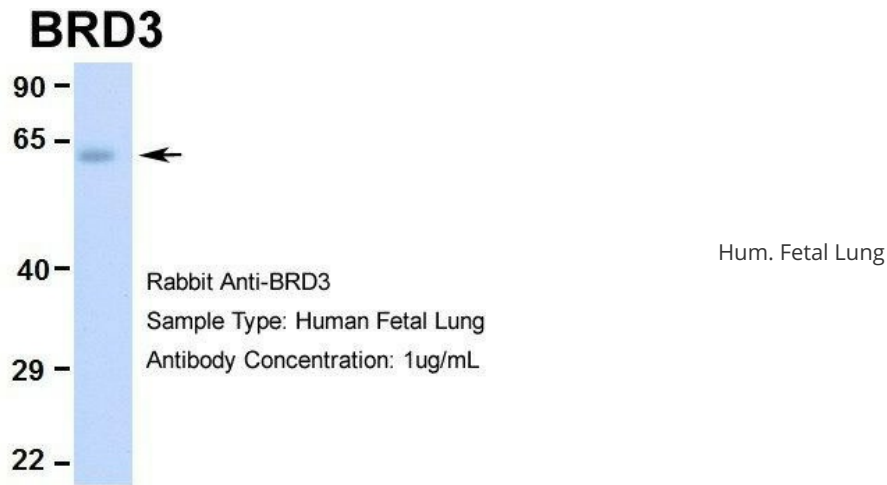 BRD3
90
65
40
29
22
Rabbit Anti-BRD3
Sample Type: Human Fetal Lung
Antibody Concentration: 1ug/mL
Hum. Fetal Lung